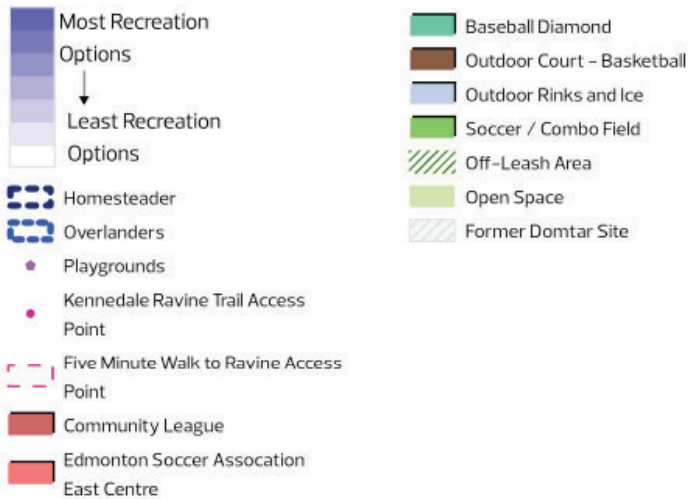 Most Recreation
Options
Least Recreation
Options
Homesteader
Overlanders
Playgrounds
Kennedale Ravine Trail Access
Point
Five Minute Walk to Ravine Access
Point
Community League
Edmonton Soccer Assocation
East Centre
Baseball Diamond
Outdoor Court - Basketball
Outdoor Rinks and Ice
Soccer / Combo Field
Off-Leash Area
Open Space
Former Domtar Site